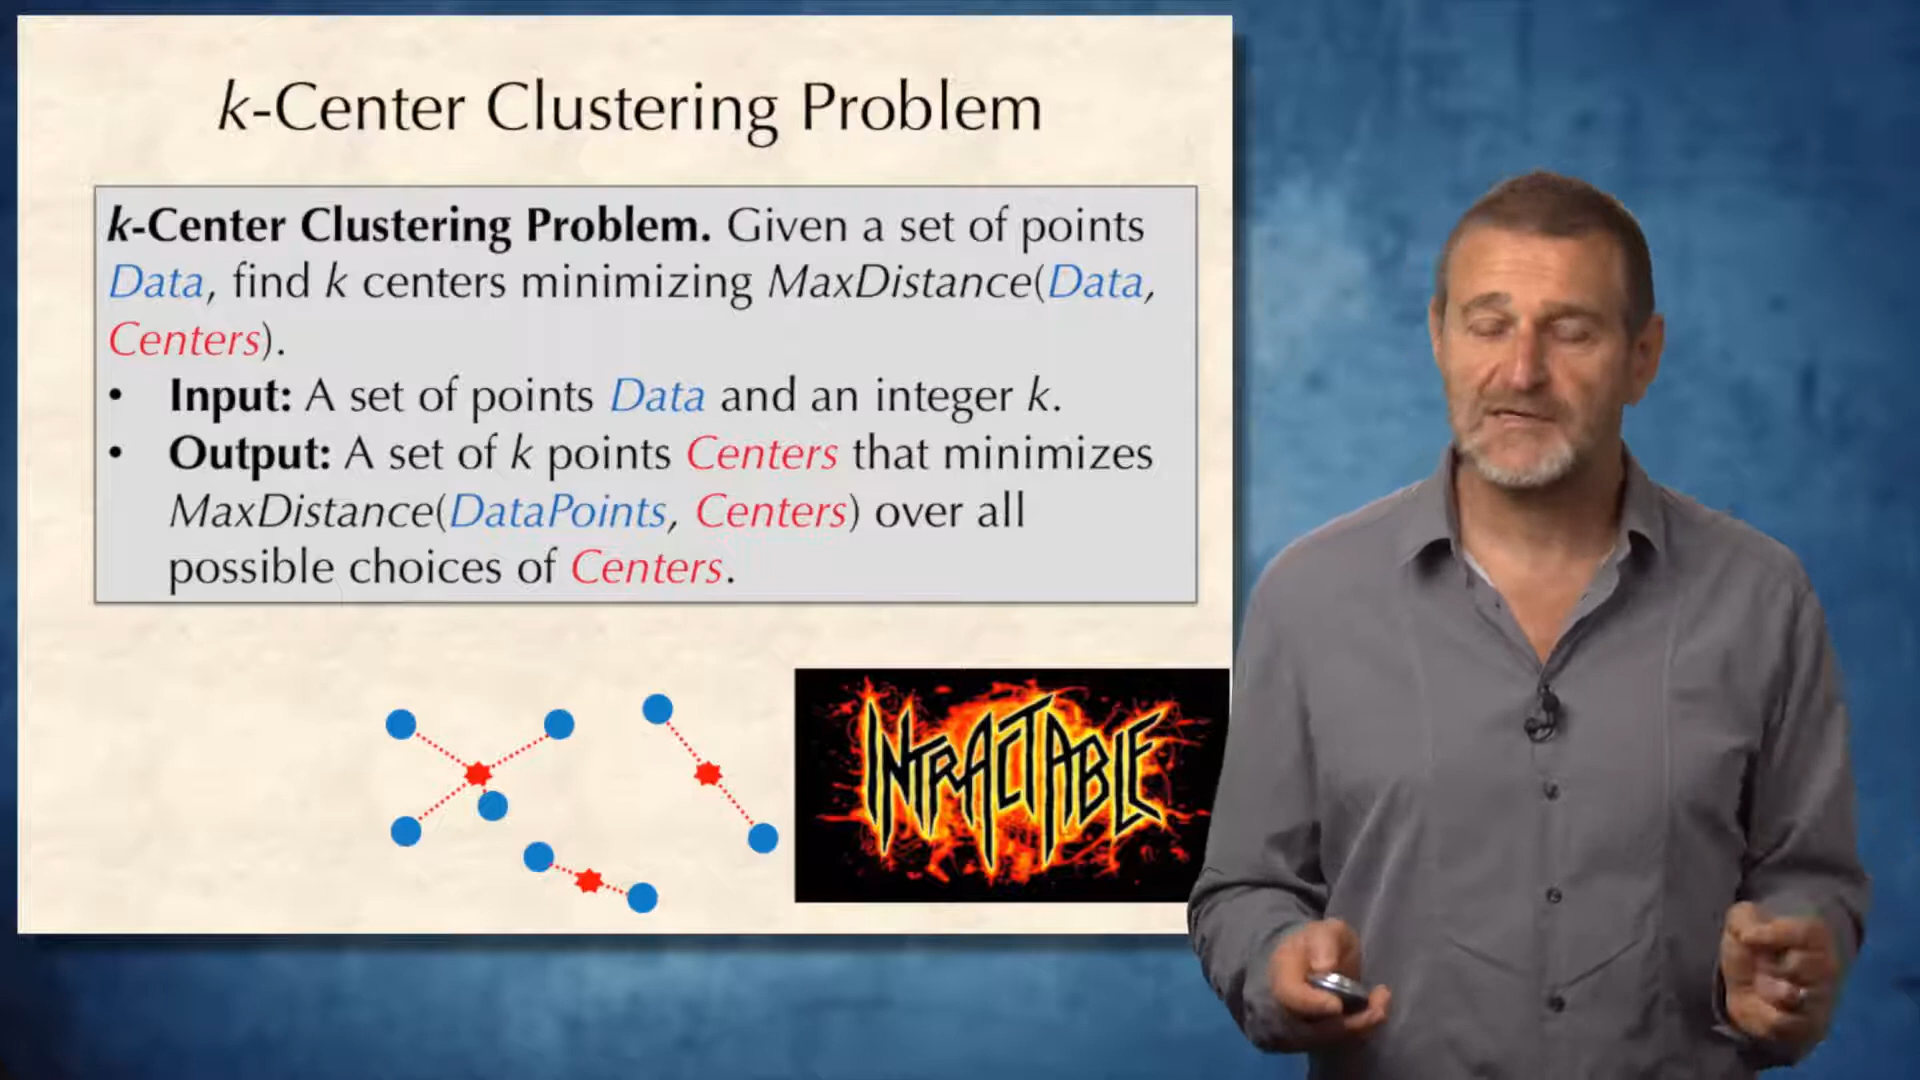 k-Center Clustering Problem
k-Center Clustering Problem. Given a set of points
Data, find k centers minimizing MaxDistance(Data,
Centers).
• Input: A set of points Data and an integer k.
• Output: A set of k points Centers that minimizes
MaxDistance(DataPoints, Centers) over all
possible choices of Centers.
INTRACTABLE